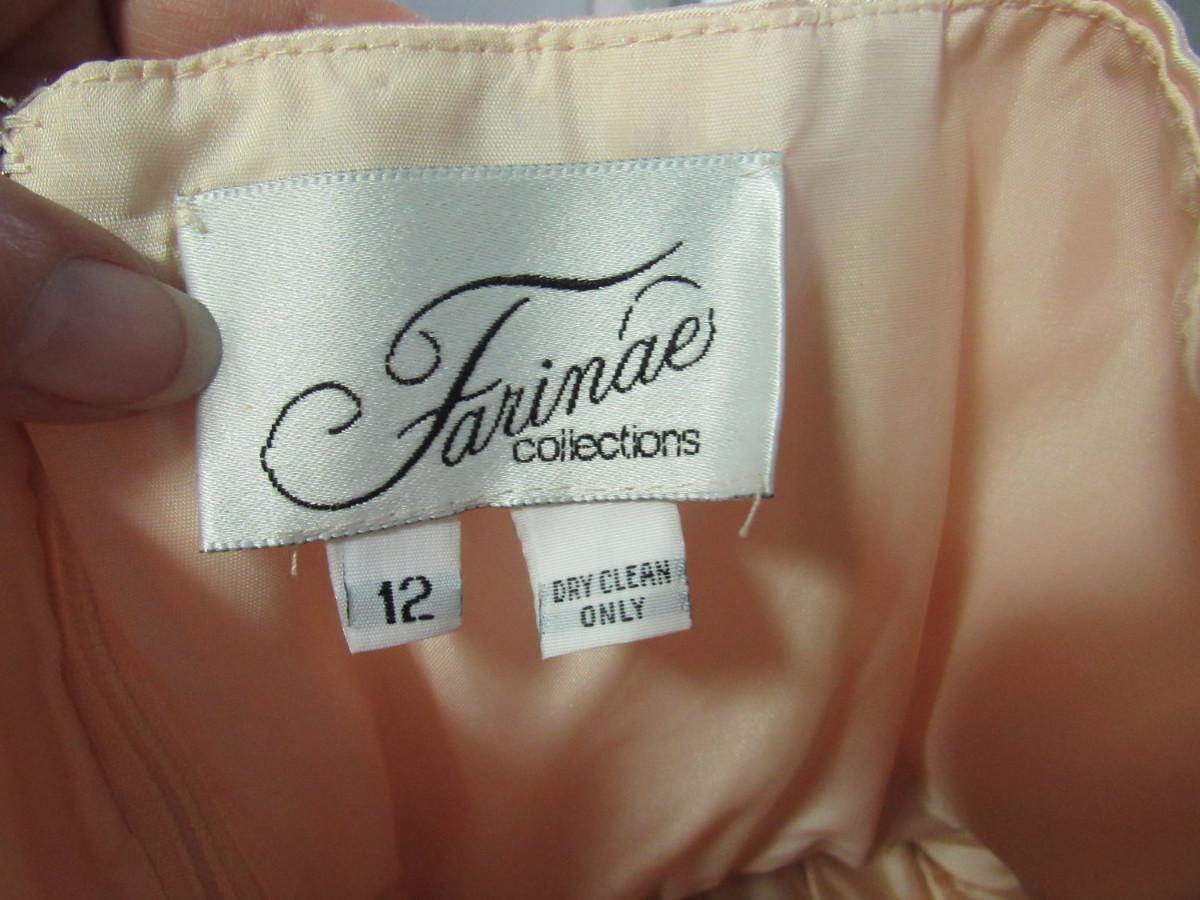 Farinae
collections
12
DRY CLEAN
ONLY